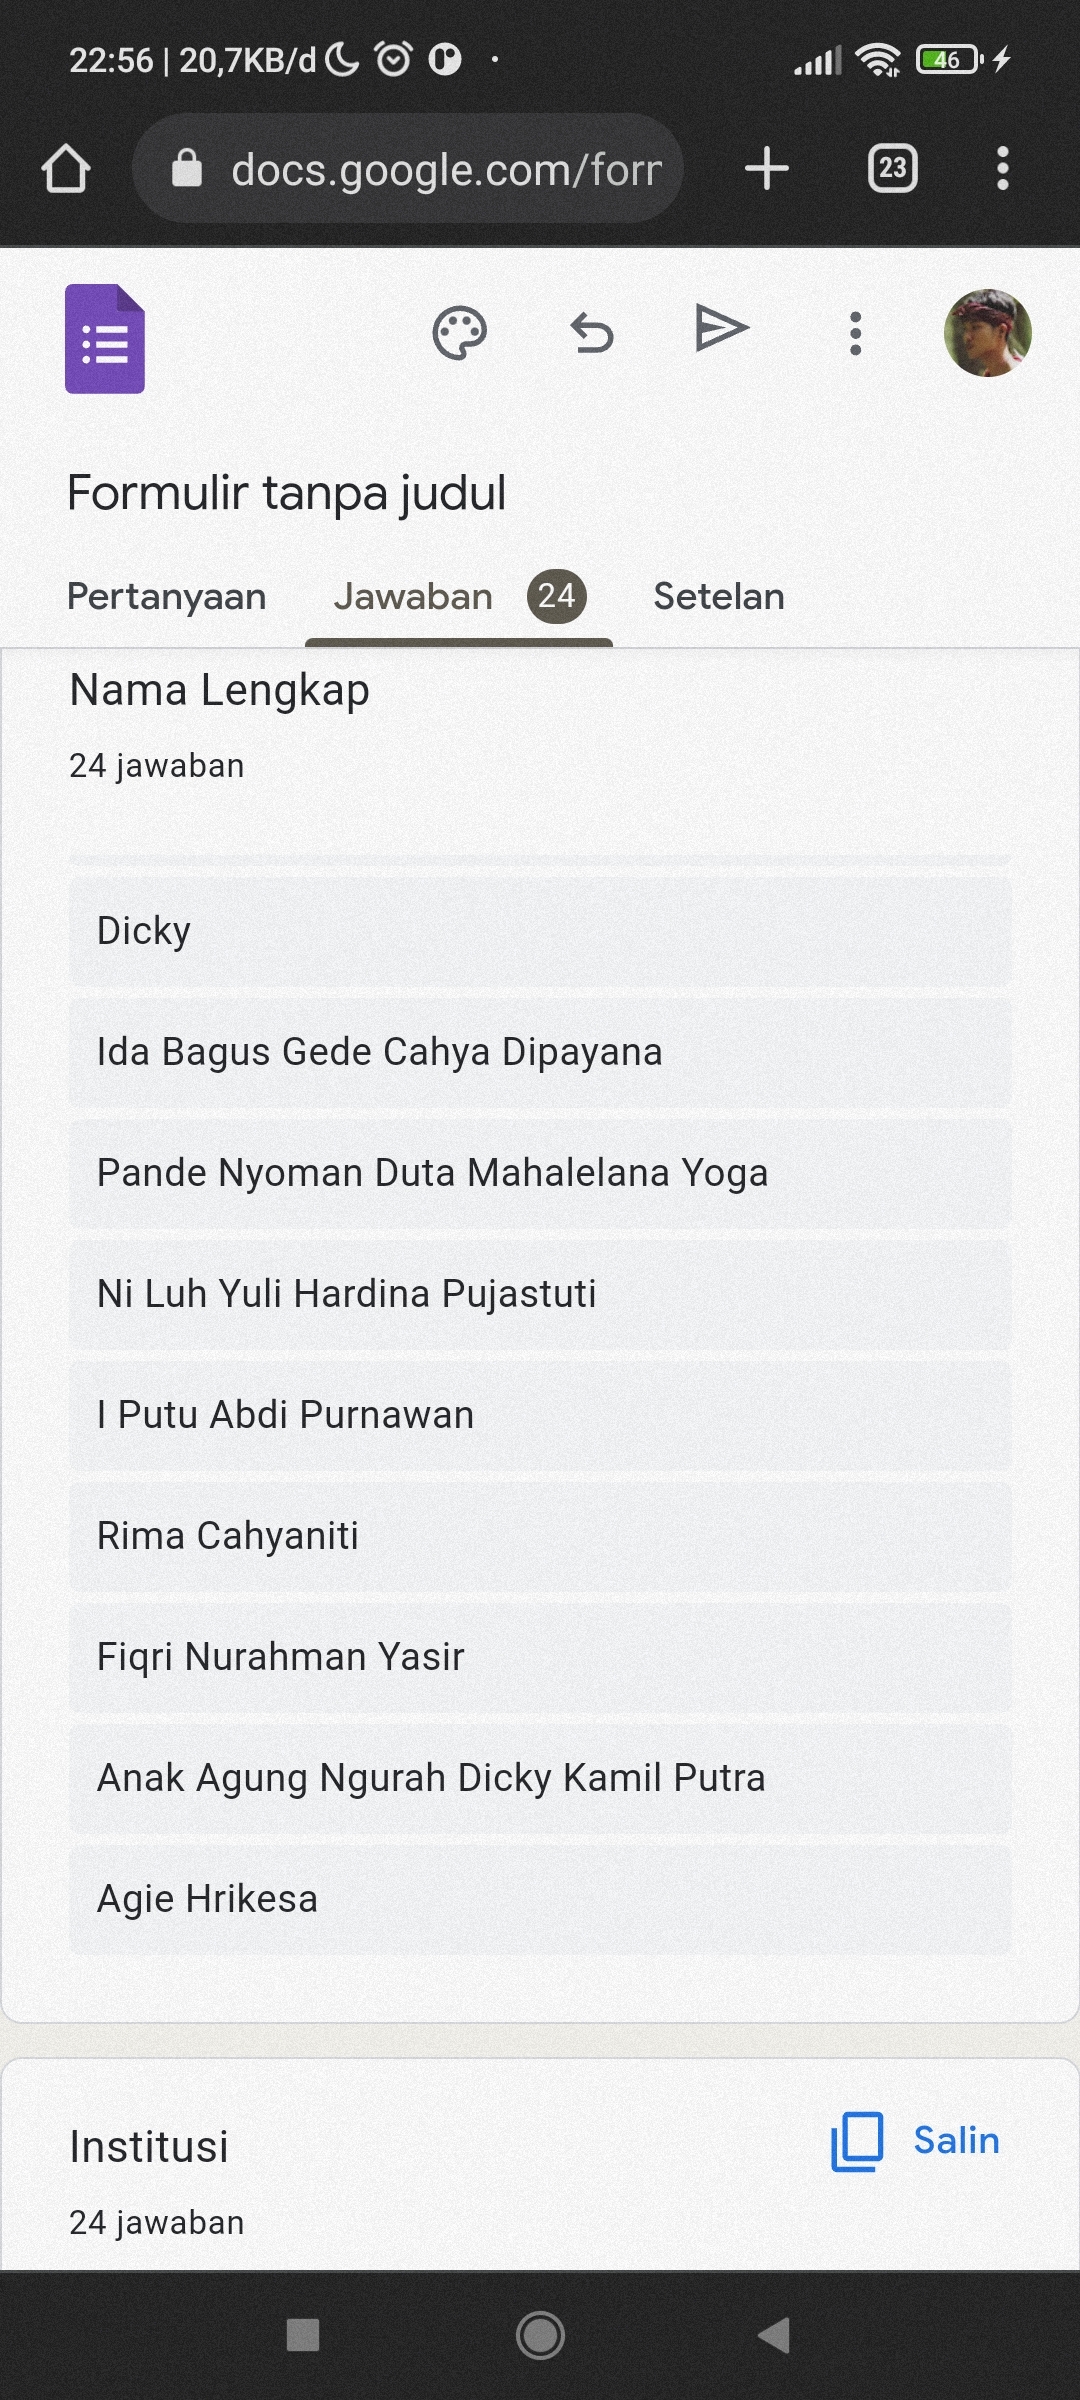 22:56 | 20,7KB/d
46
docs.google.com/for
23
Formulir tanpa judul
Pertanyaan
Jawaban 24
Setelan
Nama Lengkap
24 jawaban
Dicky
Ida Bagus Gede Cahya Dipayana
Pande Nyoman Duta Mahalelana Yoga
Ni Luh Yuli Hardina Pujastuti
I Putu Abdi Purnawan
Rima Cahyaniti
Fiqri Nurahman Yasir
Anak Agung Ngurah Dicky Kamil Putra
Agie Hrikesa
Institusi
Salin
24 jawaban